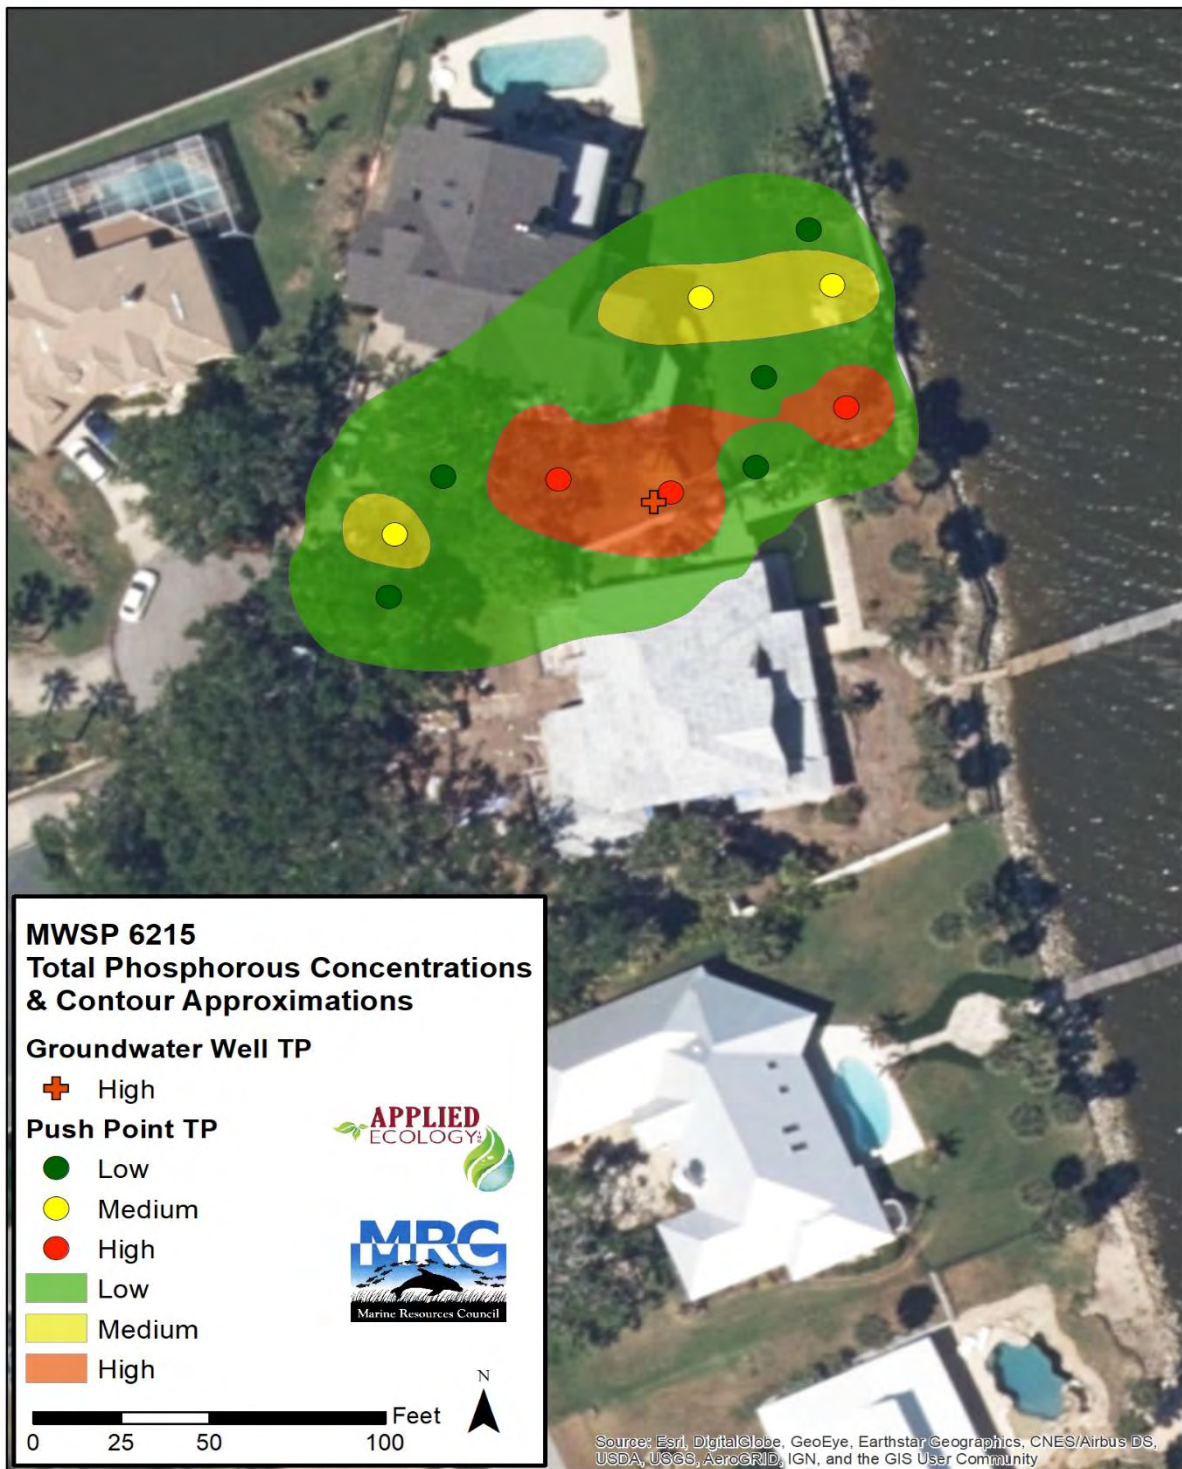 MWSP 6215
Total Phosphorous Concentrations
& Contour Approximations
Groundwater Well TP
High
Push Point TP
Low
Medium
High
Low
Medium
High
APPLIED
ECOLOGY
MRC
Marine Resources Council
N
Feet
0 25 50 100
Source: Esri, DigitalGlobe, GeoEye, Earthstar Geographics, CNES/Airbus DS,
USDA, USGS, AeroGRID, IGN, and the GIS User Community